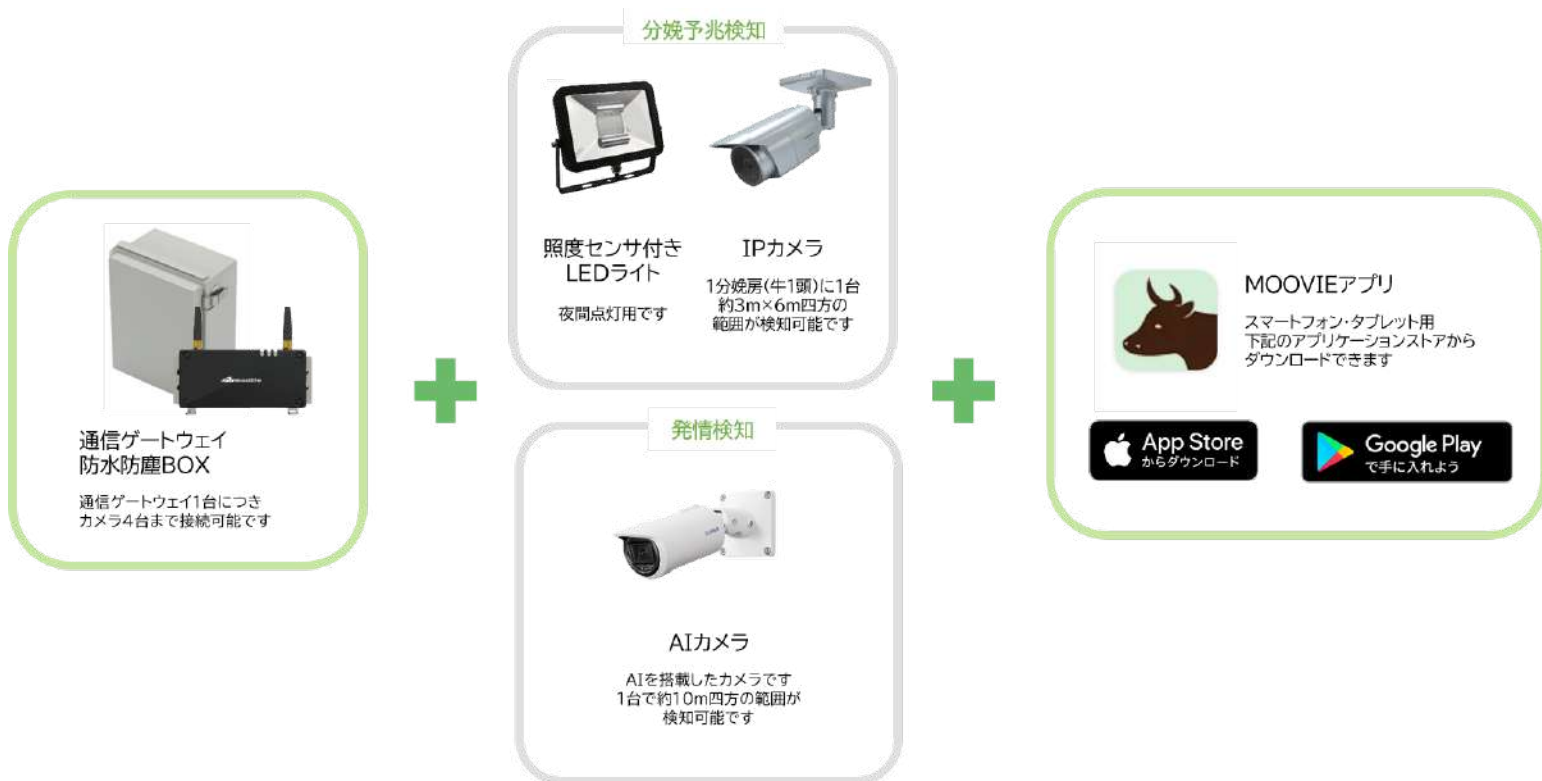 通信ゲートウェイ
防水防塵BOX
通信ゲートウェイ1台につき
カメラ4台まで接続可能です
分娩予兆検知
照度センサ付き
LEDライト
夜間点灯用です
IPカメラ
1分娩房(牛1頭)に1台
約3m×6m四方の
範囲が検知可能です
発情検知
AIカメラ
AIを搭載したカメラです
1台で約10m四方の範囲が
検知可能です
MOOVIEアプリ
スマートフォン・タブレット用
下記のアプリケーションストアから
ダウンロードできます
App Store
からダウンロード
Google Play
で手に入れよう